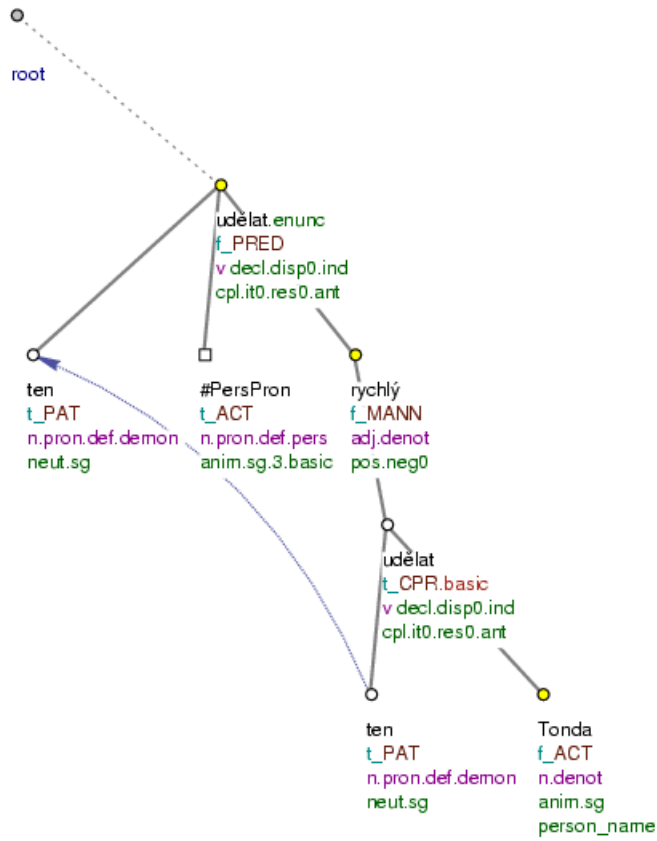 root
udělat.enunc
f_PRED
v decl.disp0.ind
cpl.it0.res0.ant
ten
t_PAT
n.pron.def.demon
neut.sg
#PersPron
t_ACT
n.pron.def.pers
anim.sg.3.basic
rychlý
f_MANN
adj.denot
pos.neg0
udělat
t_CPR.basic
v decl.disp0.ind
cpl.it0.res0.ant
ten
t_PAT
n.pron.def.demon
neut.sg
Tonda
f_ACT
n.denot
anim.sg
person_name